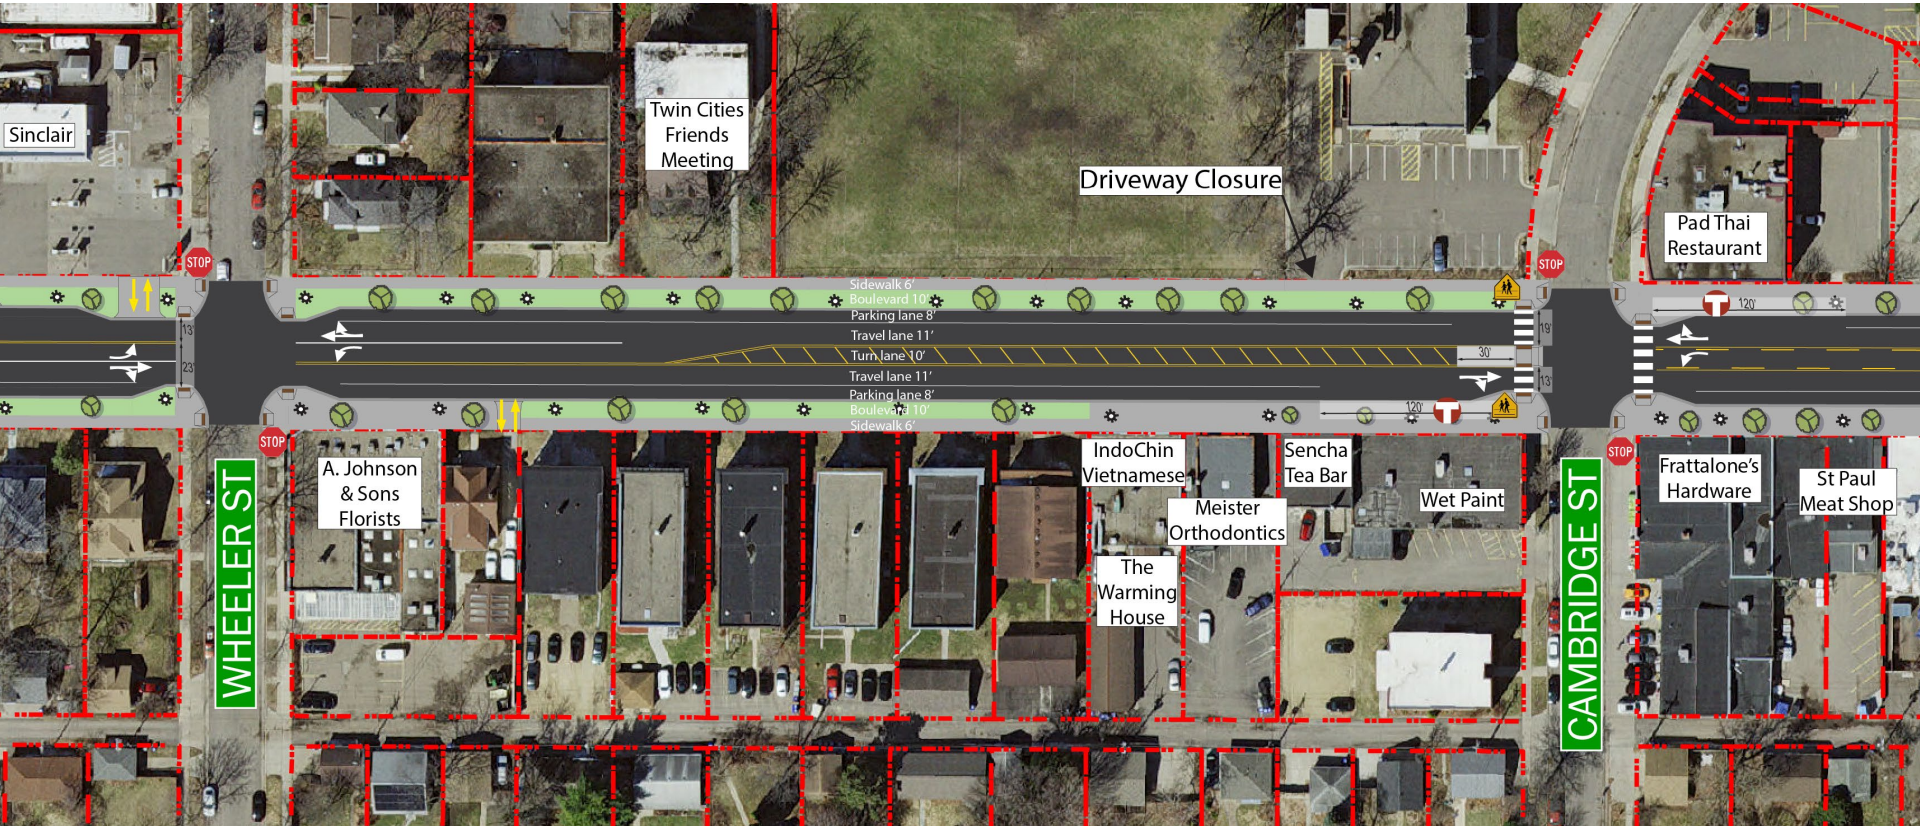 Sinclair
STOP
Twin Cities
Friends
Meeting
Driveway Closure
STOP
Pad Thai
Restaurant
Sidewalk 6'
Boulevard 10'
Parking lane 8'
Travel lane 11'
Turn lane 10'
Travel lane 11'
Parking lane 8'
Boulevard 10'
Sidewalk 6'
13'
23'
30'
19'
13'
T
120'
120'
T
STOP
WHEELER ST
A. Johnson
& Sons
Florists
IndoChin
Vietnamese
The
Warming
House
Meister
Orthodontics
Sencha
Tea Bar
Wet Paint
STOP
CAMBRIDGE ST
Frattalone's
Hardware
St Paul
Meat Shop